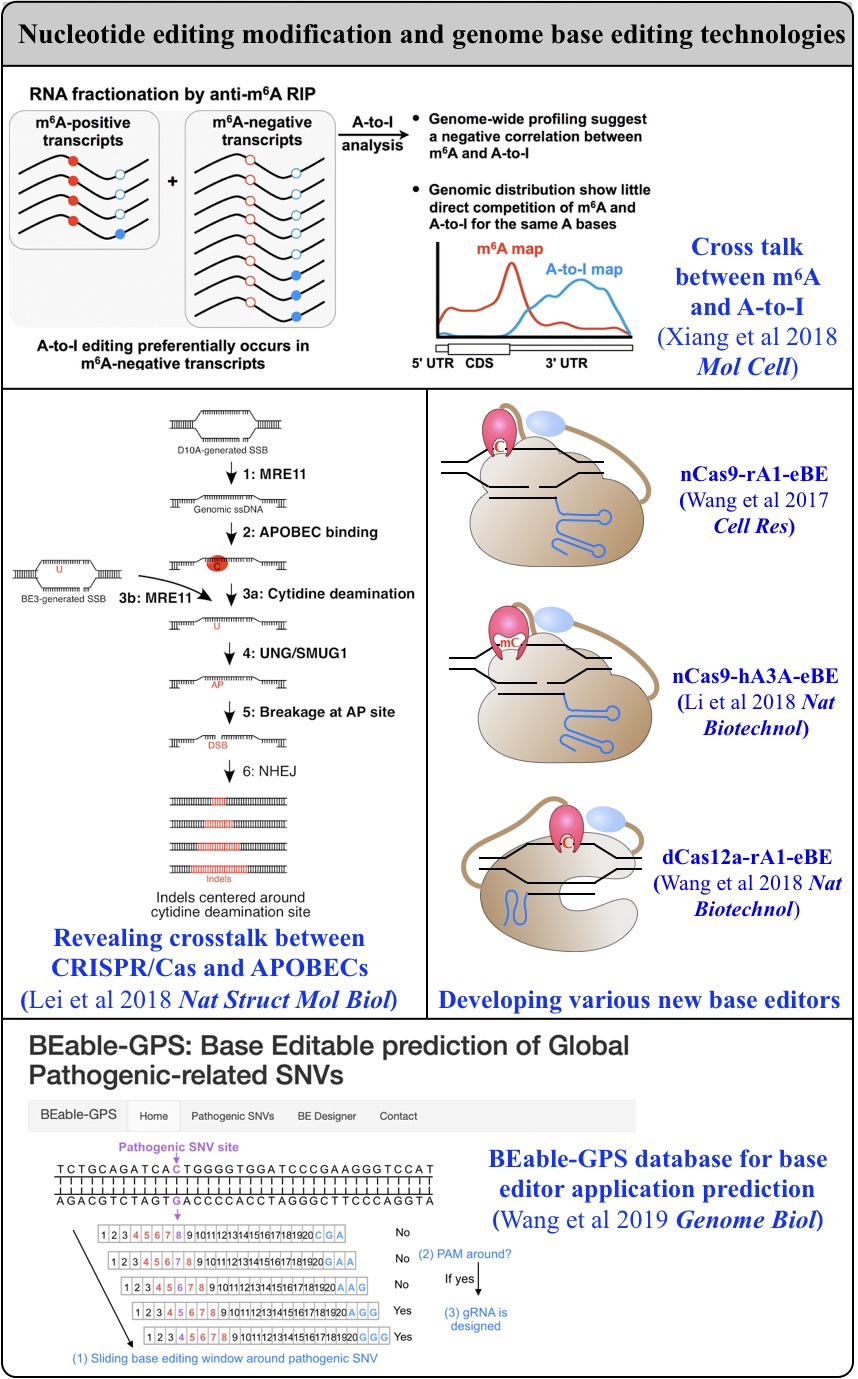 Nucleotide editing modification and genome base editing technologies
RNA fractionation by anti-m⁶A RIP
m⁶A-positive
transcripts
+
m⁶A-negative
transcripts
A-to-I
analysis
• Genome-wide profiling suggest
a negative correlation between
m⁶A and A-to-I
• Genomic distribution show little
direct competition of m⁶A and
A-to-I for the same A bases
m⁶A map
A-to-I map
5' UTR CDS 3' UTR
A-to-I editing preferentially occurs in
m⁶A-negative transcripts
Cross talk
between m⁶A
and A-to-I
(Xiang et al 2018
Mol Cell)
D10A-generated SSB
1: MRE11
Genomic ssDNA
2: APOBEC binding
C
U
BE3-generated SSB
3b: MRE11
3a: Cytidine deamination
U
4: UNG/SMUG1
AP
5: Breakage at AP site
DSB
6: NHEJ
Indels
Indels centered around
cytidine deamination site
Revealing crosstalk between
CRISPR/Cas and APOBECs
(Lei et al 2018 Nat Struct Mol Biol)
C
nCas9-rA1-eBE
(Wang et al 2017
Cell Res)
mC
nCas9-hA3A-eBE
(Li et al 2018 Nat
Biotechnol)
C
dCas12a-rA1-eBE
(Wang et al 2018 Nat
Biotechnol)
Developing various new base editors
BEable-GPS: Base Editable prediction of Global
Pathogenic-related SNVs
BEable-GPS Home Pathogenic SNVs BE Designer Contact
Pathogenic SNV site
TCTGCAGATCACTGGGGTGGATCCCGAAGGGTCCAT
AGACGTCTAGTGACCCCACCTAGGGCTTCCCAGGTA
1 2 3 4 5 6 7 8 9 10 11 12 13 14 15 16 17 18 19 20 C G A No
1 2 3 4 5 6 7 8 9 10 11 12 13 14 15 16 17 18 19 20 G A A No
1 2 3 4 5 6 7 8 9 10 11 12 13 14 15 16 17 18 19 20 A A G No
1 2 3 4 5 6 7 8 9 10 11 12 13 14 15 16 17 18 19 20 A G G Yes
1 2 3 4 5 6 7 8 9 10 11 12 13 14 15 16 17 18 19 20 G G G Yes
(2) PAM around?
If yes
(3) gRNA is
designed
(1) Sliding base editing window around pathogenic SNV
BEable-GPS database for base
editor application prediction
(Wang et al 2019 Genome Biol)